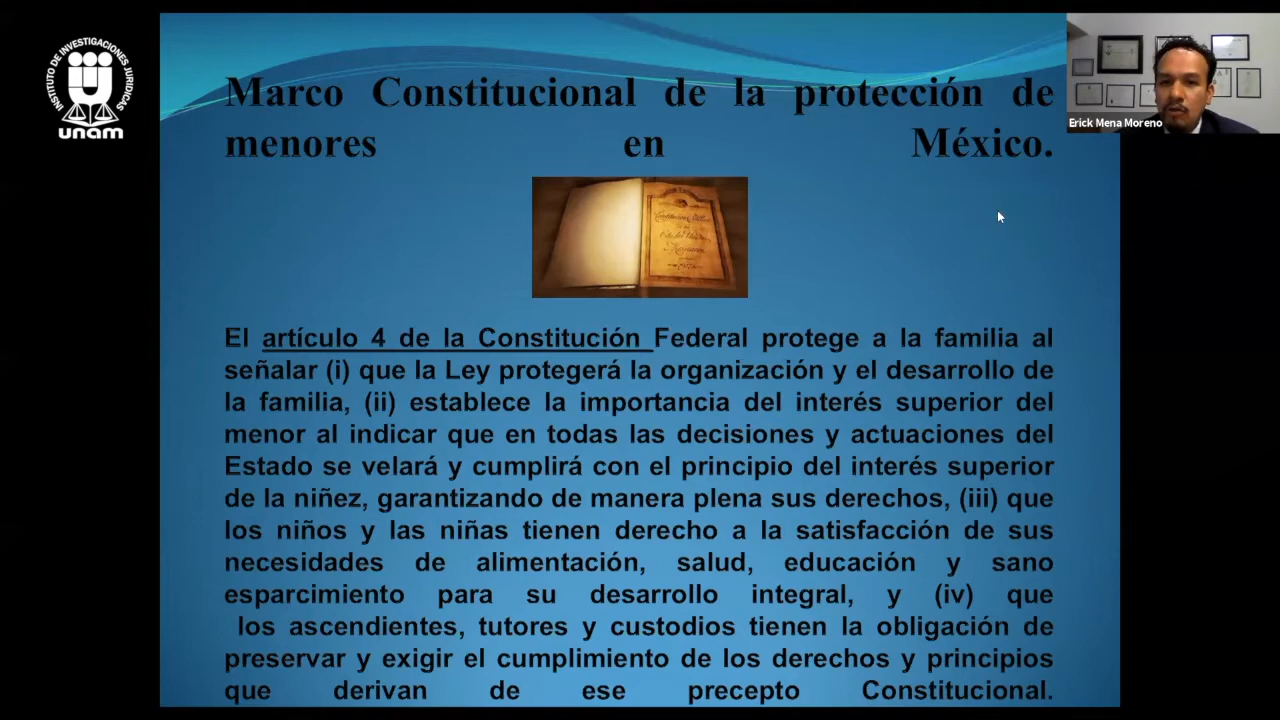 INSTITUTO DE INVESTIGACIONES JURIDICAS
UNAM
Marco Constitucional de la protección de
menores en México.
Erick Mena Moreno
El artículo 4 de la Constitución Federal protege a la familia al
señalar (i) que la Ley protegerá la organización y el desarrollo de
la familia, (ii) establece la importancia del interés superior del
menor al indicar que en todas las decisiones y actuaciones del
Estado se velará y cumplirá con el principio del interés superior
de la niñez, garantizando de manera plena sus derechos, (iii) que
los niños y las niñas tienen derecho a la satisfacción de sus
necesidades de alimentación, salud, educación y sano
esparcimiento para su desarrollo integral, y (iv) que
los ascendientes, tutores y custodios tienen la obligación de
preservar y exigir el cumplimiento de los derechos y principios
que derivan de ese precepto Constitucional.